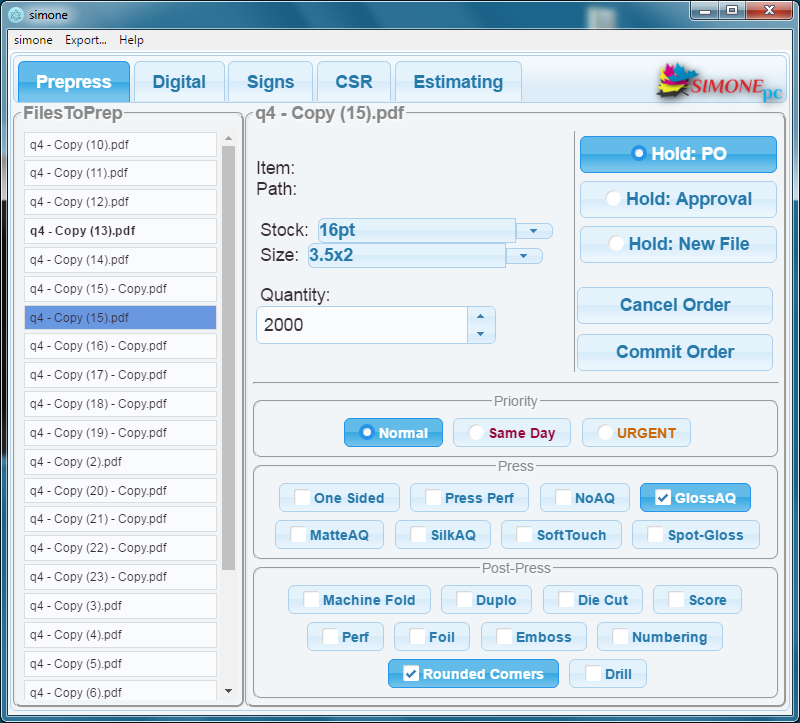 simone
simone Export... Help
Prepress Digital Signs CSR Estimating
SIMONE pc
FilesToPrep
q4 - Copy (10).pdf
q4 - Copy (11).pdf
q4 - Copy (12).pdf
q4 - Copy (13).pdf
q4 - Copy (14).pdf
q4 - Copy (15) - Copy.pdf
q4 - Copy (15).pdf
q4 - Copy (16) - Copy.pdf
q4 - Copy (17) - Copy.pdf
q4 - Copy (18) - Copy.pdf
q4 - Copy (19) - Copy.pdf
q4 - Copy (2).pdf
q4 - Copy (20) - Copy.pdf
q4 - Copy (21) - Copy.pdf
q4 - Copy (22) - Copy.pdf
q4 - Copy (23) - Copy.pdf
q4 - Copy (3).pdf
q4 - Copy (4).pdf
q4 - Copy (5).pdf
q4 - Copy (6).pdf
q4 - Copy (15).pdf
Item:
Path:
Stock: 16pt
Size: 3.5x2
Quantity:
2000
Hold: PO
Hold: Approval
Hold: New File
Cancel Order
Commit Order
Priority
Normal Same Day URGENT
Press
One Sided Press Perf NoAQ GlossAQ
MatteAQ SilkAQ SoftTouch Spot-Gloss
Post-Press
Machine Fold Duplo Die Cut Score
Perf Foil Emboss Numbering
Rounded Corners Drill